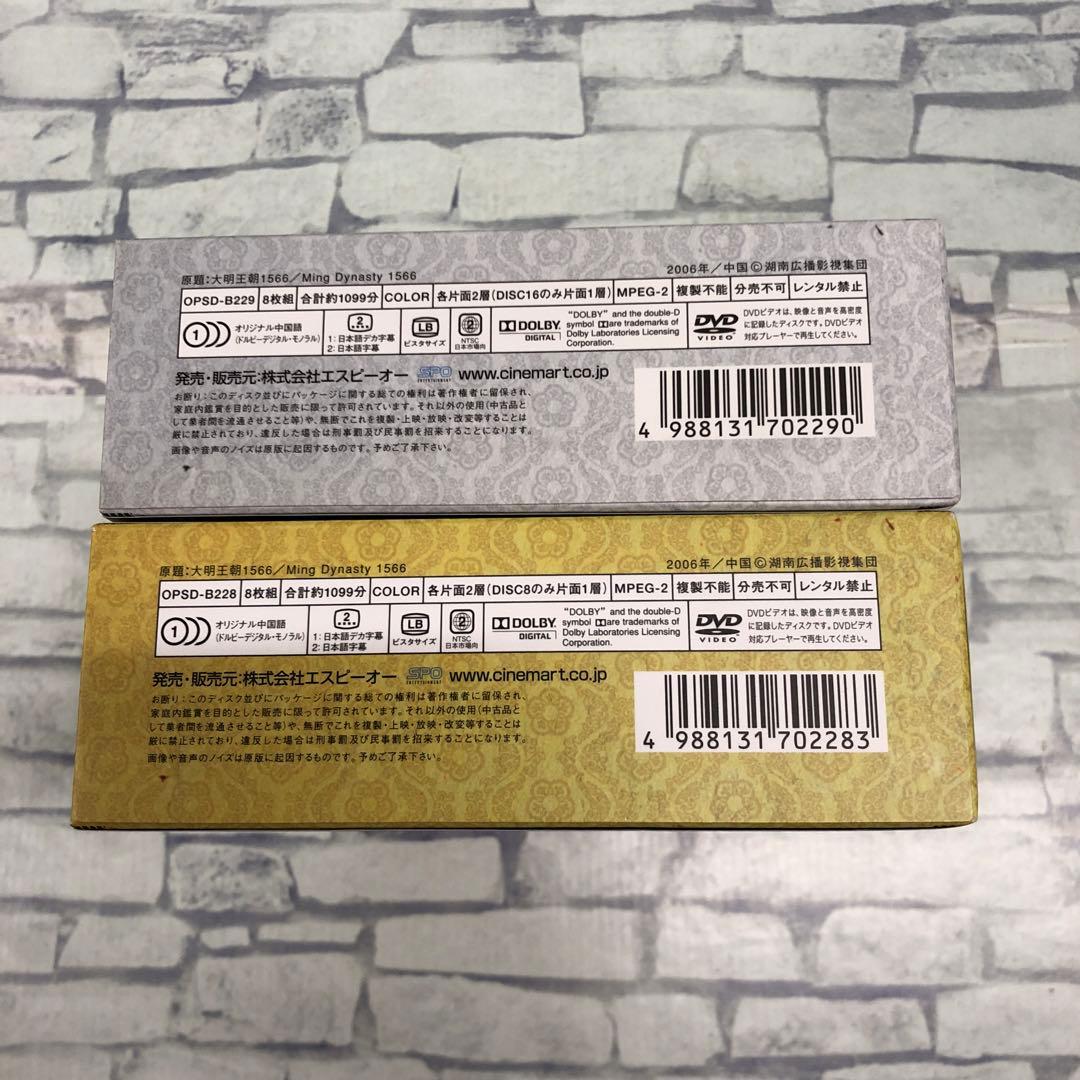 原題：大明王朝1566／Ming Dynasty 1566
2006年／中国©湖南広播影視集団
OPSD-B229 8枚組 合計約1099分 COLOR 各片面2層(DISC16のみ片面1層) MPEG-2 複製不能 分売不可 レンタル禁止
1 オリジナル中国語
(ドルビーデジタル・モノラル)
2
1：日本語デカ字幕
2：日本語字幕
LB
ビスタサイズ
2
NTSC
日本市場向
DOLBY
DIGITAL
"DOLBY" and the double-D
symbol are trademarks of
Dolby Laboratories Licensing
Corporation.
DVD
VIDEO
DVDビデオは、映像と音声を高密度
に記録したディスクです。DVDビデオ
対応プレーヤーで再生してください。
発売・販売元：株式会社エスピーオー SPO ENTERTAINMENT www.cinemart.co.jp
お断り：このディスク並びにパッケージに関する総ての権利は著作権者に留保され、
家庭内鑑賞を目的とした販売に限って許可されています。それ以外の使用(中古品と
して業者間を流通させること等)や、無断でこれを複製・上映・放映・改変等することは
厳に禁止されており、違反した場合は刑事罰及び民事罰を招来することになります。
画像や音声のノイズは原版に起因するものです。予めご了承下さい。
4 988131 702290
原題：大明王朝1566／Ming Dynasty 1566
2006年／中国©湖南広播影視集団
OPSD-B228 8枚組 合計約1099分 COLOR 各片面2層(DISC8のみ片面1層) MPEG-2 複製不能 分売不可 レンタル禁止
1 オリジナル中国語
(ドルビーデジタル・モノラル)
2
1：日本語デカ字幕
2：日本語字幕
LB
ビスタサイズ
2
NTSC
日本市場向
DOLBY
DIGITAL
"DOLBY" and the double-D
symbol are trademarks of
Dolby Laboratories Licensing
Corporation.
DVD
VIDEO
DVDビデオは、映像と音声を高密度
に記録したディスクです。DVDビデオ
対応プレーヤーで再生してください。
発売・販売元：株式会社エスピーオー SPO ENTERTAINMENT www.cinemart.co.jp
お断り：このディスク並びにパッケージに関する総ての権利は著作権者に留保され、
家庭内鑑賞を目的とした販売に限って許可されています。それ以外の使用(中古品と
して業者間を流通させること等)や、無断でこれを複製・上映・放映・改変等することは
厳に禁止されており、違反した場合は刑事罰及び民事罰を招来することになります。
画像や音声のノイズは原版に起因するものです。予めご了承下さい。
4 988131 702283